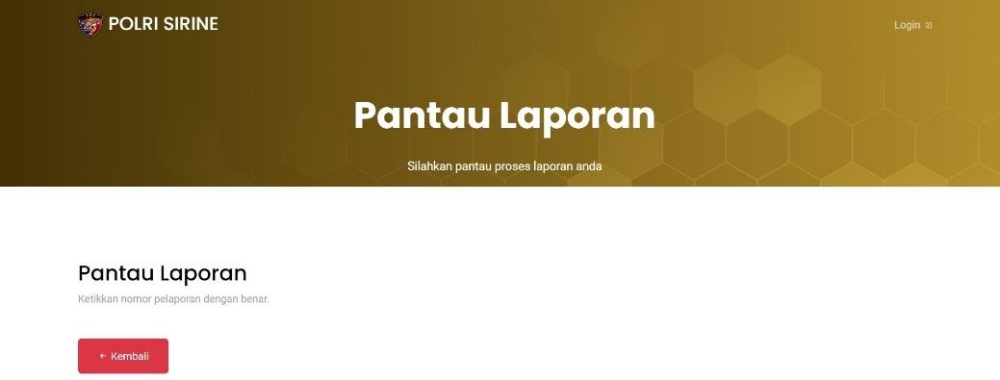 POLRI SIRINE
Login
Pantau Laporan
Silahkan pantau proses laporan anda
Pantau Laporan
Ketikkan nomor pelaporan dengan benar.
← Kembali